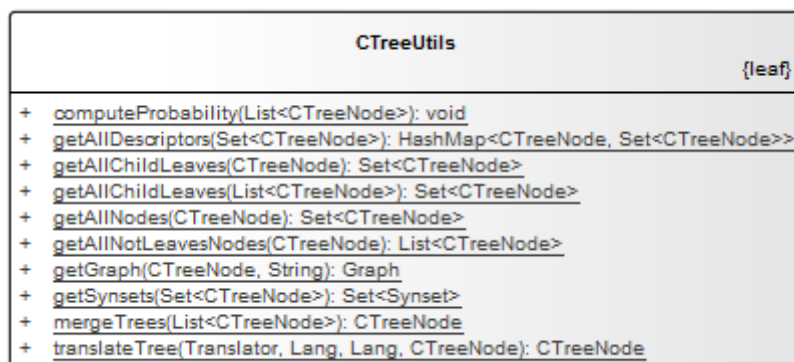 CTreeUtils
{leaf}
+ computeProbability(List<CTreeNode>): void
+ getAllDescriptors(Set<CTreeNode>): HashMap<CTreeNode, Set<CTreeNode>>
+ getAllChildLeaves(CTreeNode): Set<CTreeNode>
+ getAllChildLeaves(List<CTreeNode>): Set<CTreeNode>
+ getAllNodes(CTreeNode): Set<CTreeNode>
+ getAllNotLeavesNodes(CTreeNode): List<CTreeNode>
+ getGraph(CTreeNode, String): Graph
+ getSynsets(Set<CTreeNode>): Set<Synset>
+ mergeTrees(List<CTreeNode>): CTreeNode
+ translateTree(Translator, Lang, Lang, CTreeNode): CTreeNode